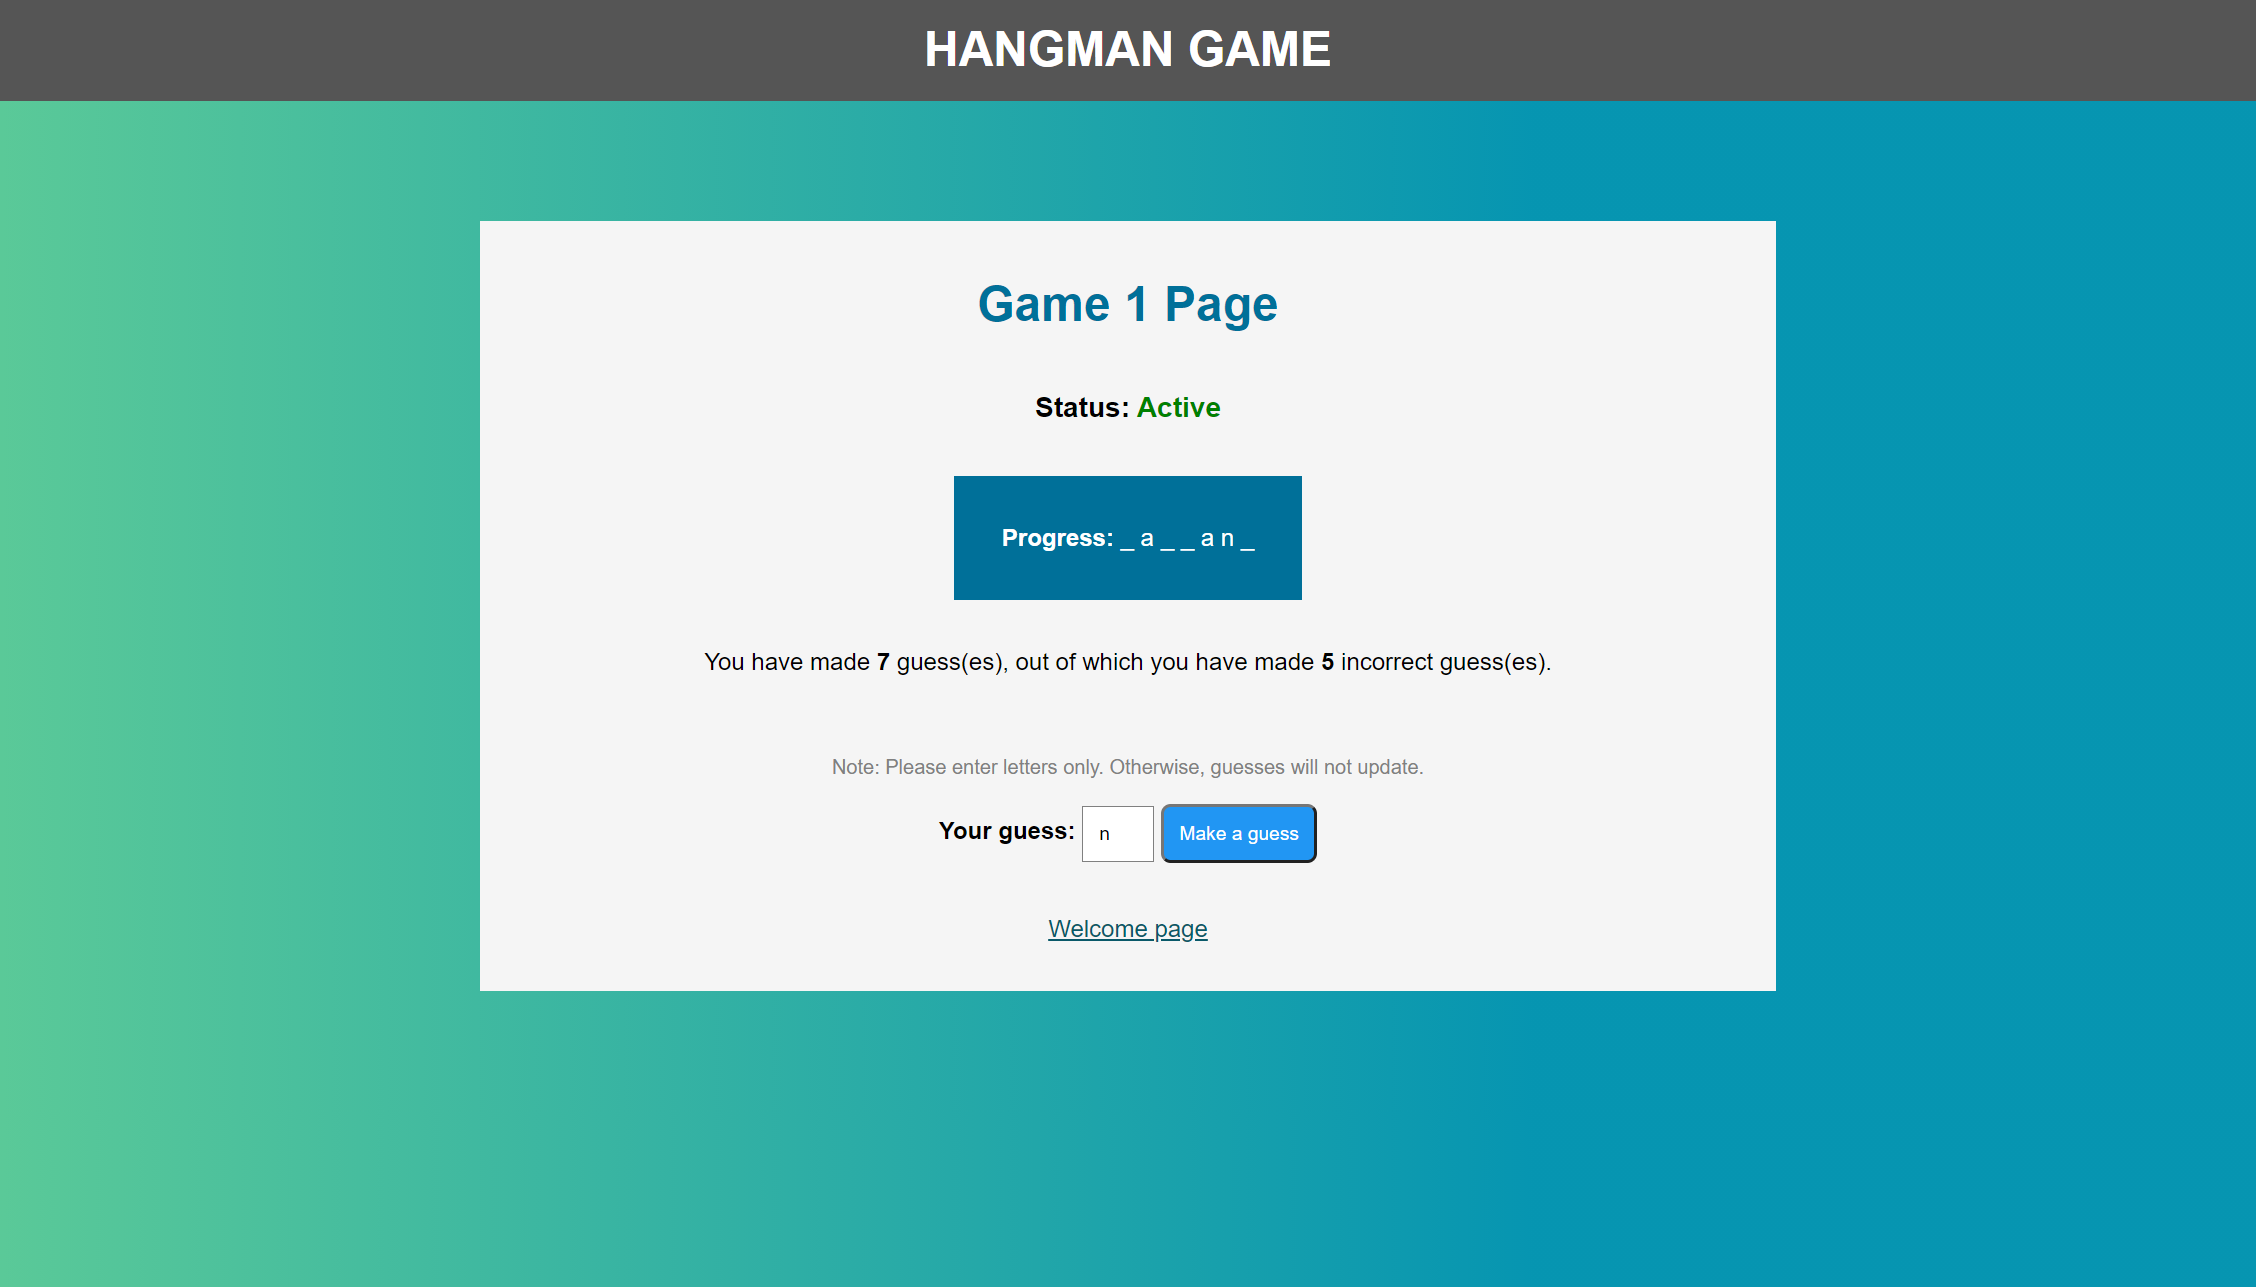 HANGMAN GAME
Game 1 Page
Status: Active
Progress: _ a _ _ a n _
You have made 7 guess(es), out of which you have made 5 incorrect guess(es).
Note: Please enter letters only. Otherwise, guesses will not update.
Your guess: n Make a guess
Welcome page